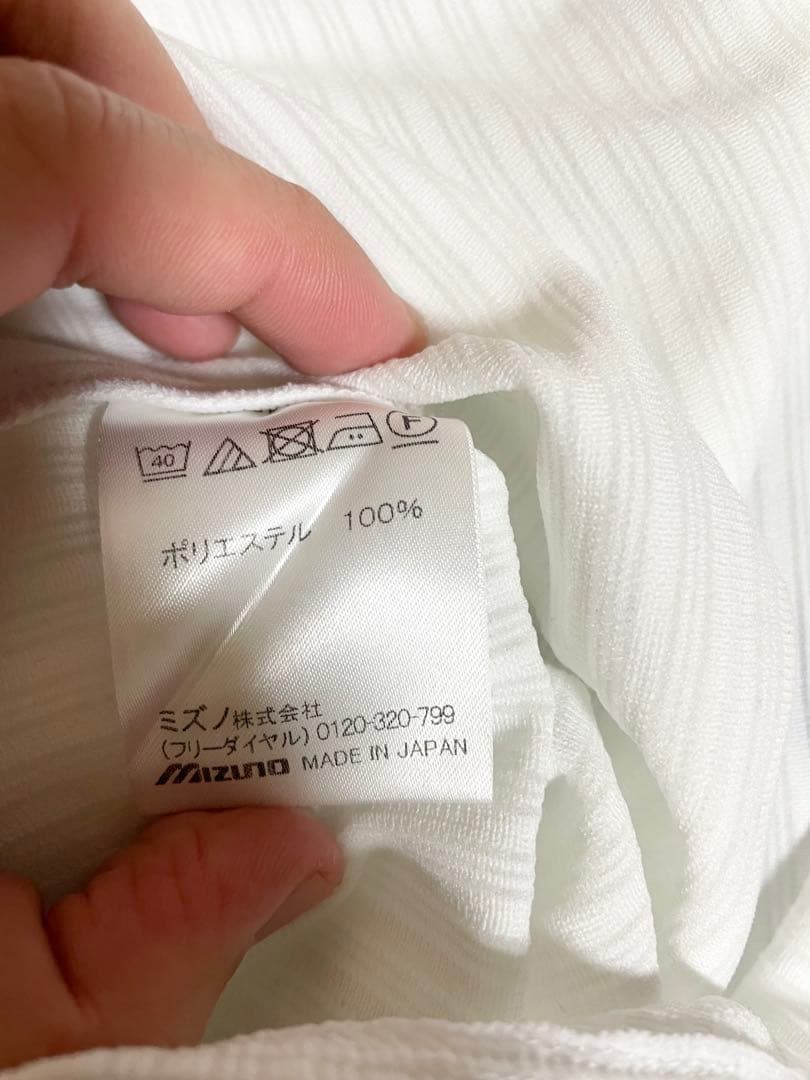 40 F
ポリエステル 100%
ミズノ株式会社
(フリーダイヤル) 0120-320-799
MIZUNO MADE IN JAPAN